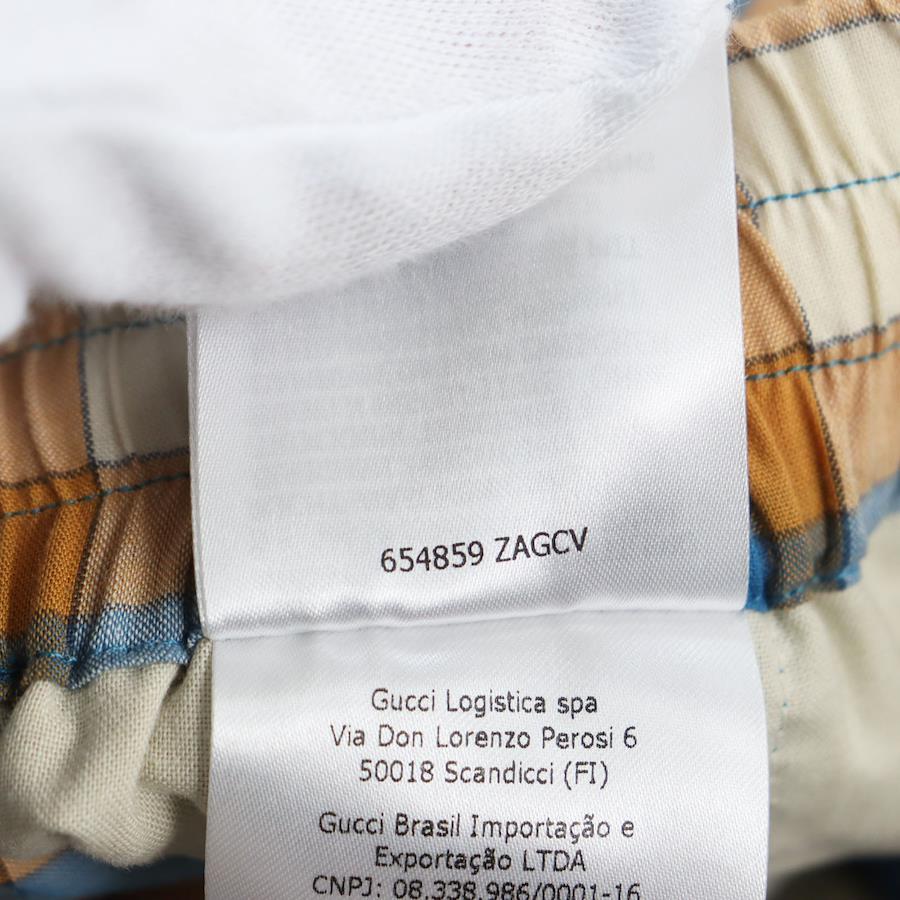 654859 ZAGCV
Gucci Logistica spa
Via Don Lorenzo Perosi 6
50018 Scandicci (FI)
Gucci Brasil Importação e
Exportação LTDA
CNPJ: 08.338.986/0001-16